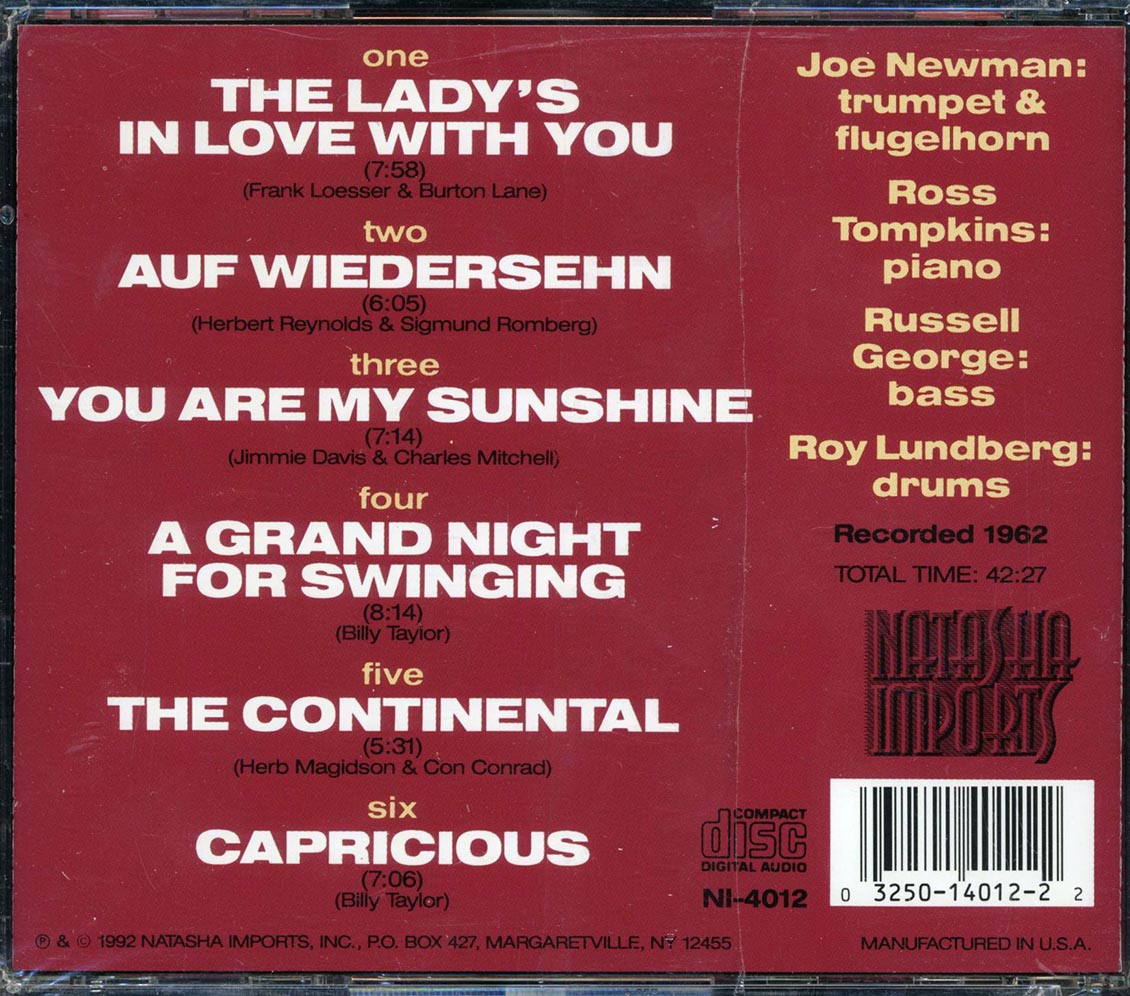 one
THE LADY'S
IN LOVE WITH YOU
(7:58)
(Frank Loesser & Burton Lane)
two
AUF WIEDERSEHN
(6:05)
(Herbert Reynolds & Sigmund Romberg)
three
YOU ARE MY SUNSHINE
(7:14)
(Jimmie Davis & Charles Mitchell)
four
A GRAND NIGHT
FOR SWINGING
(8:14)
(Billy Taylor)
five
THE CONTINENTAL
(5:31)
(Herb Magidson & Con Conrad)
six
CAPRICIOUS
(7:06)
(Billy Taylor)
Joe Newman:
trumpet &
flugelhorn
Ross
Tompkins:
piano
Russell
George:
bass
Roy Lundberg:
drums
Recorded 1962
TOTAL TIME: 42:27
NATASHA
IMPORTS
COMPACT
disc
DIGITAL AUDIO
NI-4012
0 3250-14012-2 2
℗ & © 1992 NATASHA IMPORTS, INC., P.O. BOX 427, MARGARETVILLE, NY 12455
MANUFACTURED IN U.S.A.